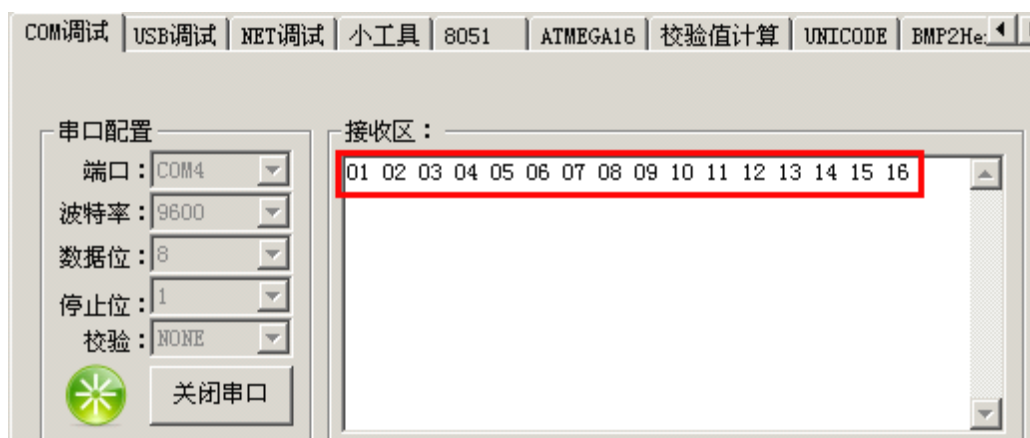 COM调试 USB调试 NET调试 小工具 8051 ATMEGA16 校验值计算 UNICODE BMP2He
串口配置
端口：COM4
波特率：9600
数据位：8
停止位：1
校验：NONE
关闭串口
接收区：
01 02 03 04 05 06 07 08 09 10 11 12 13 14 15 16